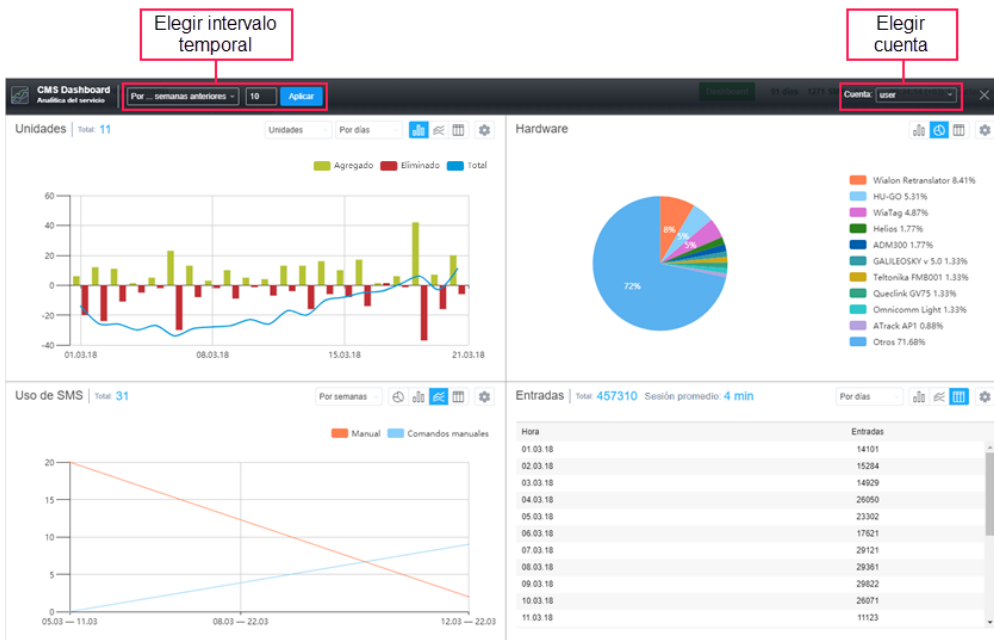 Elegir intervalo
temporal
Elegir
cuenta
CMS Dashboard
Analítica del servicio
Por ... semanas anteriores
10
Aplicar
Dashboard
Cuenta:
user
Unidades
Total: 11
Unidades
Por días
Agregado
Eliminado
Total
60
40
20
0
-20
-40
01.03.18
08.03.18
15.03.18
21.03.18
Hardware
8%
5%
5%
72%
Wialon Retranslator 8.41%
HU-GO 5.31%
WiaTag 4.87%
Helios 1.77%
ADM300 1.77%
GALILEOSKY v 5.0 1.33%
Teltonika FMB001 1.33%
Queclink GV75 1.33%
Omnicomm Light 1.33%
ATrack AP1 0.88%
Otros 71.68%
Uso de SMS
Total: 31
Por semanas
Manual
Comandos manuales
20
15
10
5
0
05.03 — 11.03
08.03 — 22.03
12.03 — 22.03
Entradas
Total: 457310 Sesión promedio: 4 min
Por días
Hora Entradas
01.03.18 14101
02.03.18 15284
03.03.18 14929
04.03.18 26050
05.03.18 23302
06.03.18 17621
07.03.18 29121
08.03.18 29361
09.03.18 29822
10.03.18 26071
11.03.18 11123